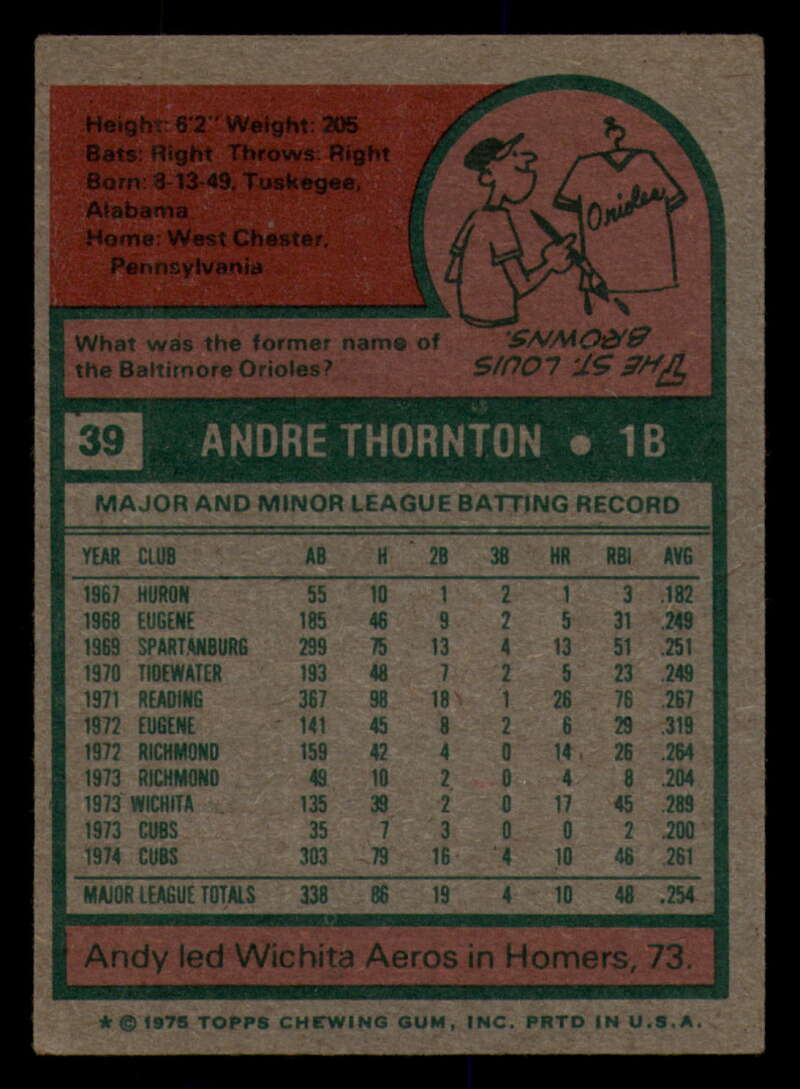 Height: 6'2" Weight: 205
Bats: Right Throws: Right
Born: 8-13-49, Tuskegee,
Alabama
Home: West Chester,
Pennsylvania
Orioles
What was the former name of
the Baltimore Orioles?
THE ST. LOUIS
BROWNS.
39 ANDRE THORNTON • 1B
MAJOR AND MINOR LEAGUE BATTING RECORD
YEAR CLUB AB H 2B 3B HR RBI AVG
1967 HURON 55 10 1 2 1 3 .182
1968 EUGENE 185 46 9 2 5 31 .249
1969 SPARTANBURG 299 75 13 4 13 51 .251
1970 TIDEWATER 193 48 7 2 5 23 .249
1971 READING 367 98 18 1 26 76 .267
1972 EUGENE 141 45 8 2 6 29 .319
1972 RICHMOND 159 42 4 0 14 26 .264
1973 RICHMOND 49 10 2 0 4 8 .204
1973 WICHITA 135 39 2 0 17 45 .289
1973 CUBS 35 7 3 0 0 2 .200
1974 CUBS 303 79 16 4 10 46 .261
MAJOR LEAGUE TOTALS 338 86 19 4 10 48 .254
Andy led Wichita Aeros in Homers, 73.
* © 1975 TOPPS CHEWING GUM, INC. PRTD IN U.S.A.